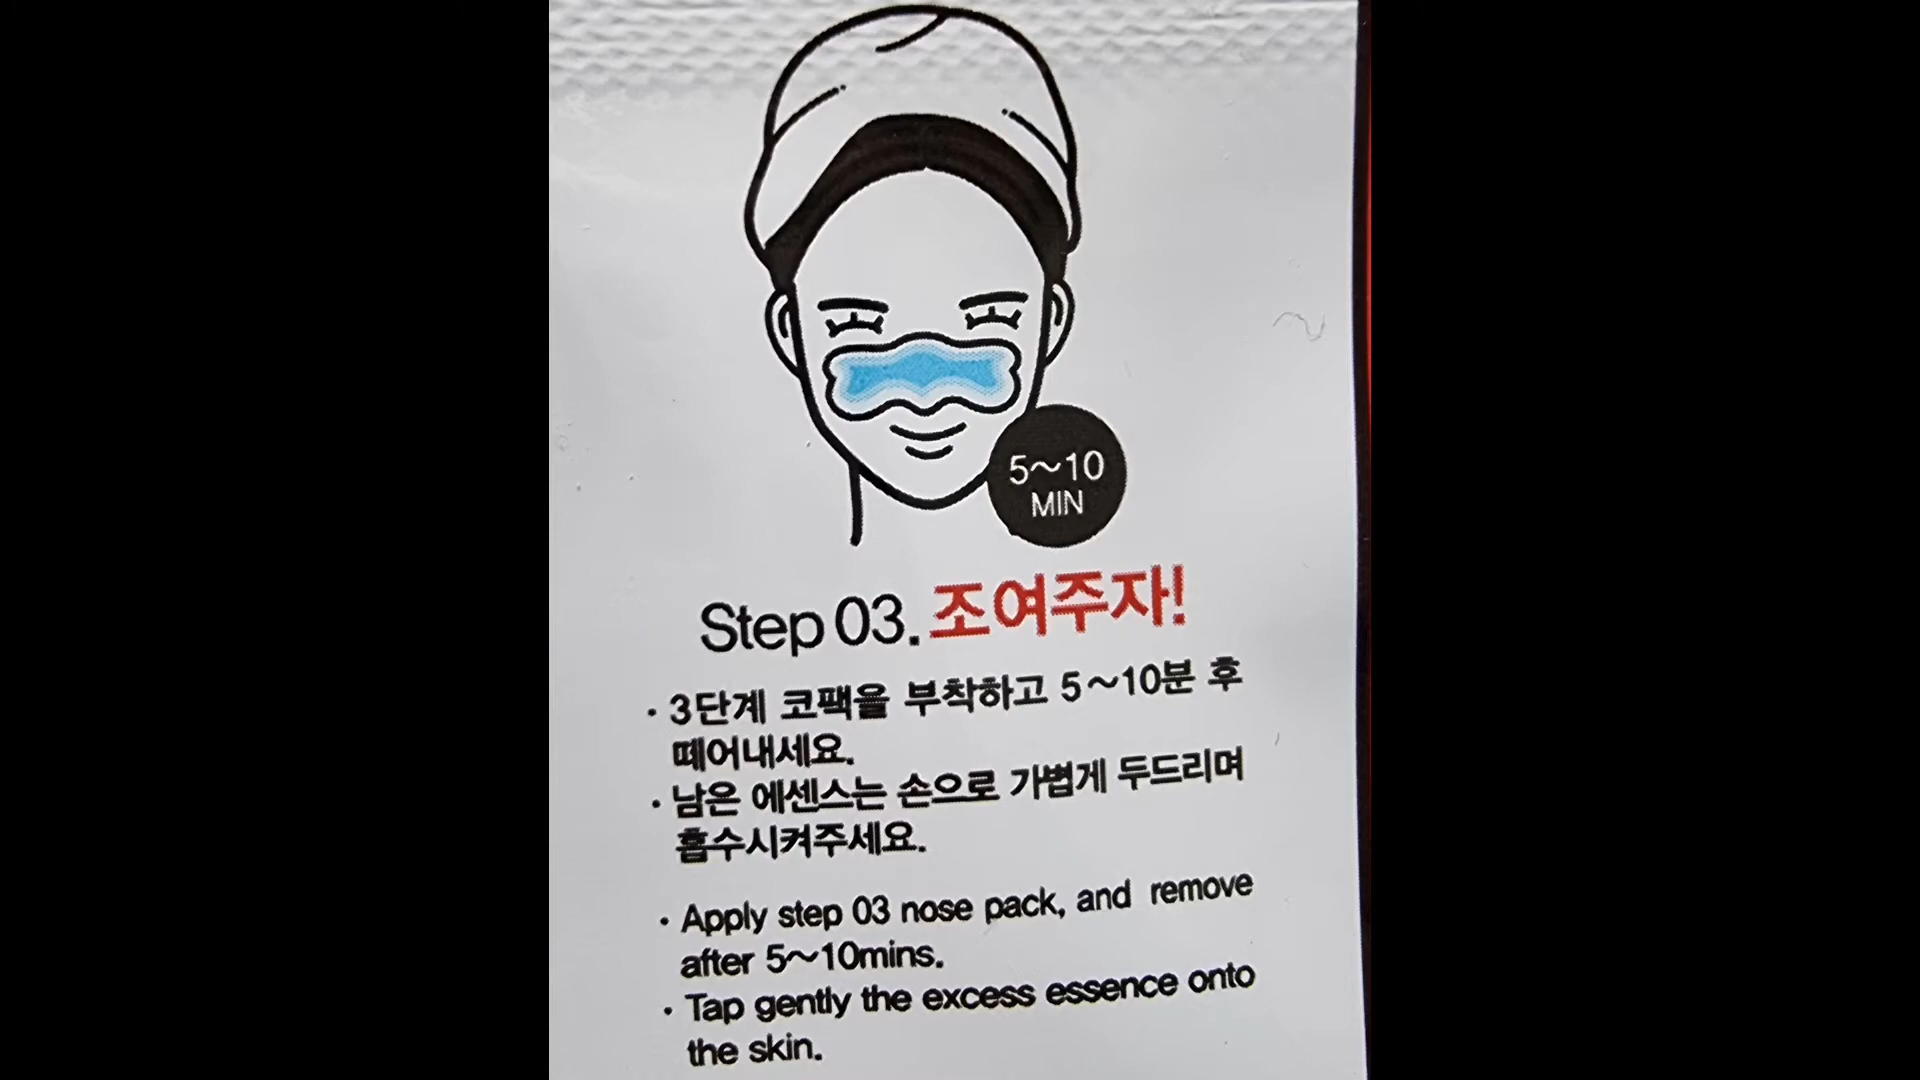 5~10
MIN
Step 03. 조여주자!
· 3단계 코팩을 부착하고 5~10분 후
떼어내세요.
· 남은 에센스는 손으로 가볍게 두드리며
흡수시켜주세요.
· Apply step 03 nose pack, and remove
after 5~10mins.
· Tap gently the excess essence onto
the skin.